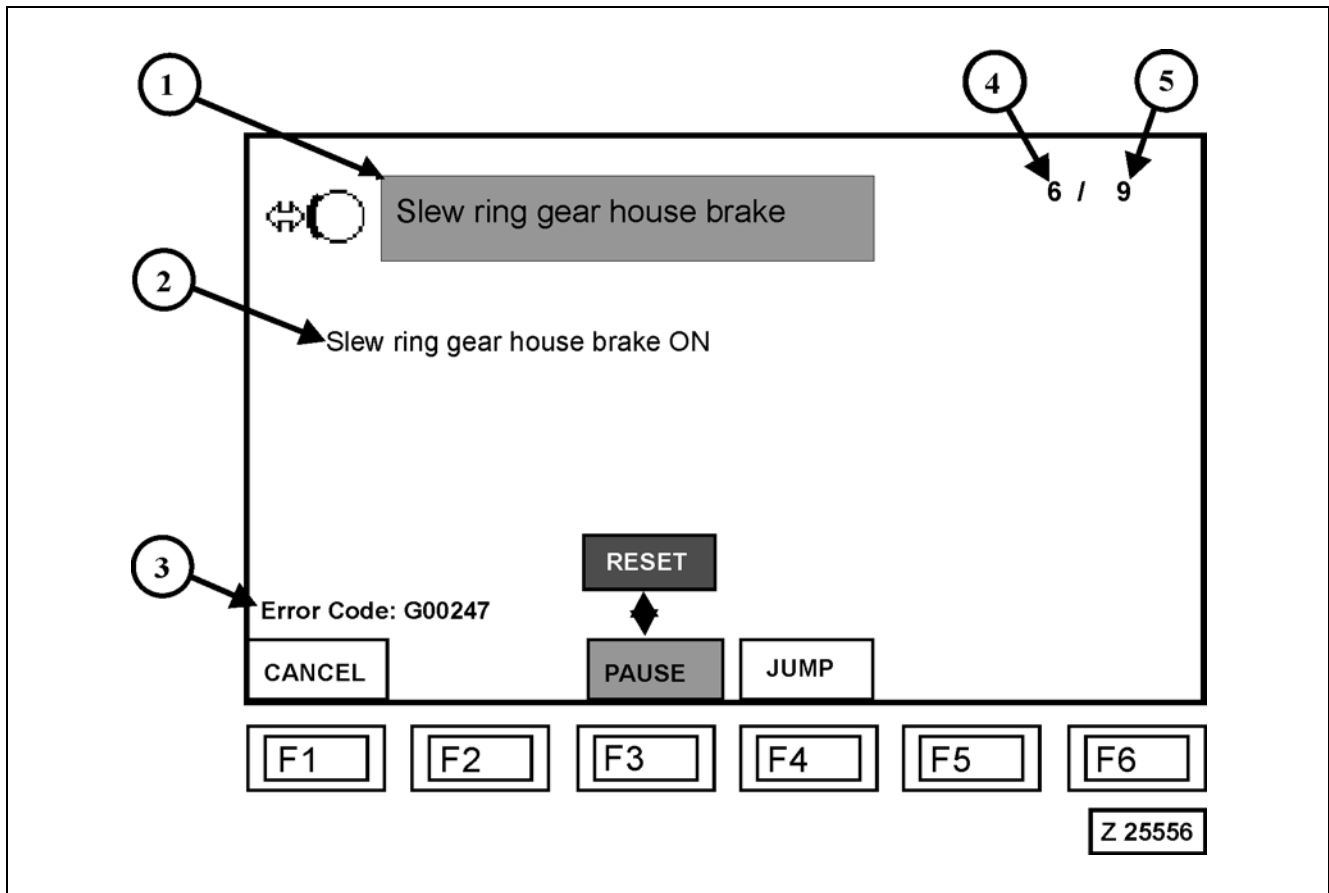 1
4
5
6 / 9
Slew ring gear house brake
2
Slew ring gear house brake ON
3
RESET
Error Code: G00247
CANCEL
PAUSE
JUMP
F1
F2
F3
F4
F5
F6
Z 25556